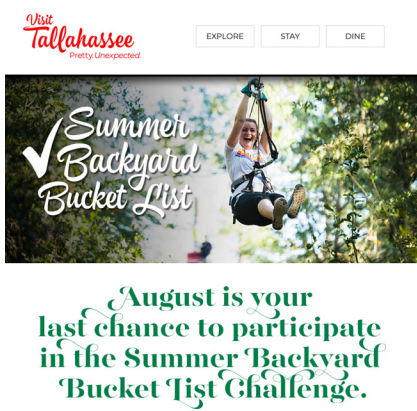 Visit
Tallahassee
Pretty. Unexpected.
EXPLORE
STAY
DINE
Summer
Backyard
Bucket List
August is your
last chance to participate
in the Summer Backyard
Bucket List Challenge.